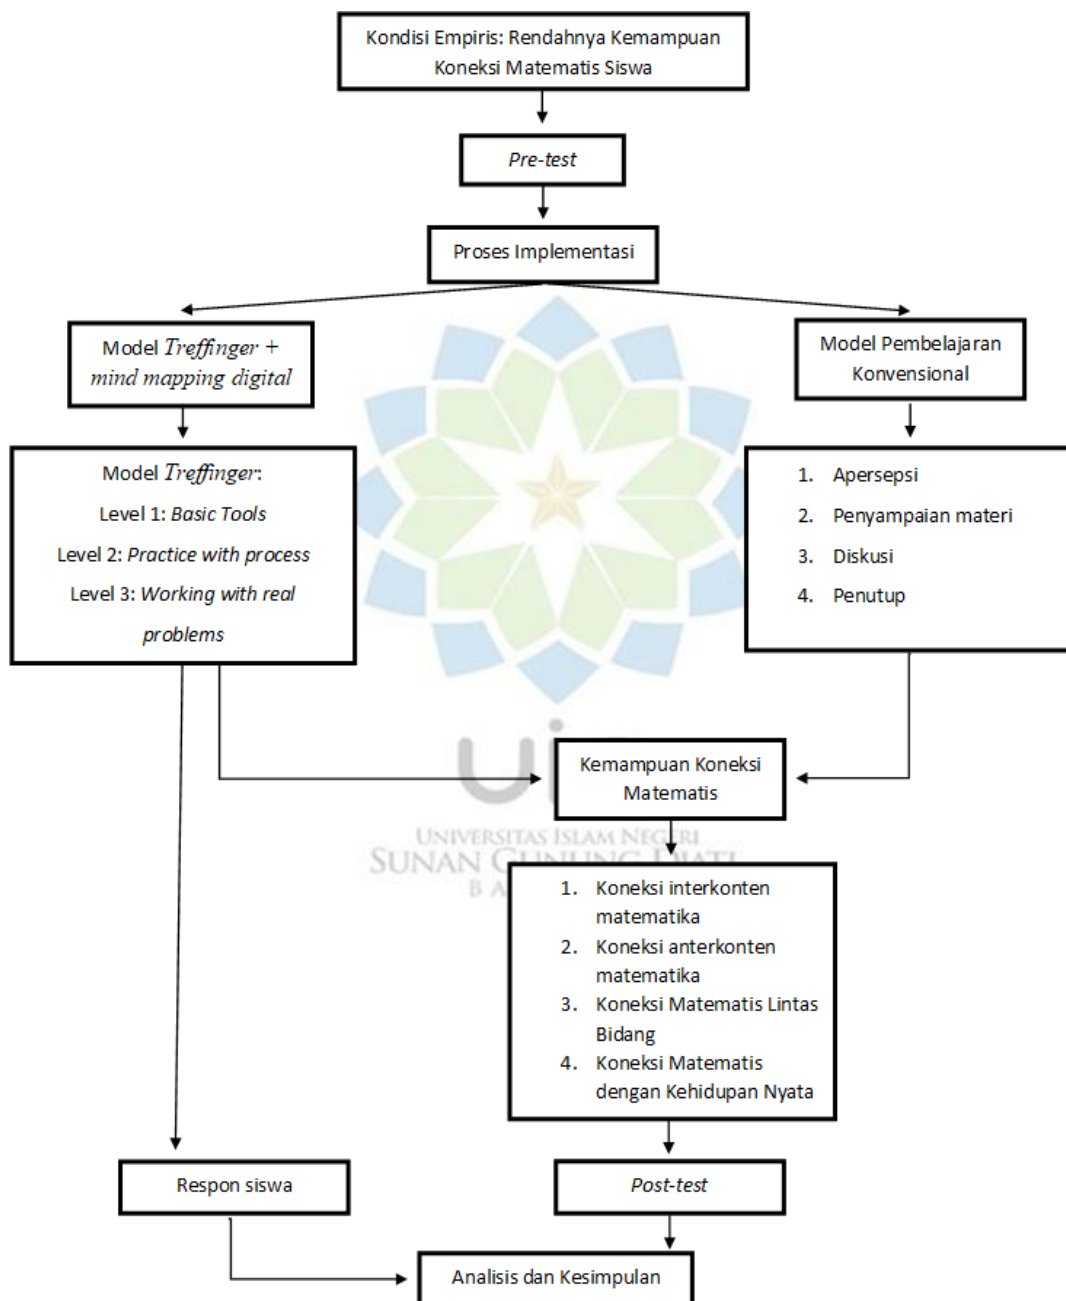 Kondisi Empiris: Rendahnya Kemampuan
Koneksi Matematis Siswa
Pre-test
Proses Implementasi
Model Treffinger +
mind mapping digital
Model Pembelajaran
Konvensional
Model Treffinger:
Level 1: Basic Tools
Level 2: Practice with process
Level 3: Working with real
problems
1. Apersepsi
2. Penyampaian materi
3. Diskusi
4. Penutup
Kemampuan Koneksi
Matematis
UNIVERSITAS ISLAM NEGERI
SUNAN GUNUNG DJATI
1. Koneksi interkonten
matematika
2. Koneksi anterkonten
matematika
3. Koneksi Matematis Lintas
Bidang
4. Koneksi Matematis
dengan Kehidupan Nyata
Respon siswa
Post-test
Analisis dan Kesimpulan